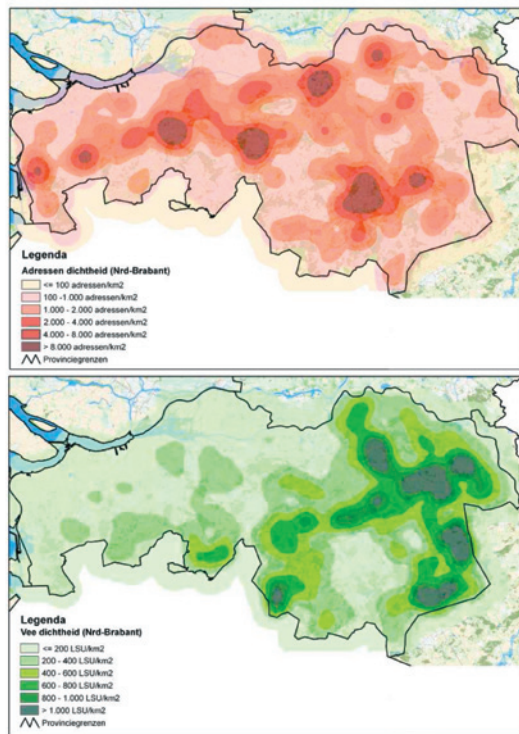 Legenda
Adressen dichtheid (Nrd-Brabant)
<= 100 adressen/km2
100 -1.000 adressen/km2
1.000 - 2.000 adressen/km2
2.000 - 4.000 adressen/km2
4.000 - 8.000 adressen/km2
> 8.000 adressen/km2
Provinciegrenzen
Legenda
Vee dichtheid (Nrd-Brabant)
<= 200 LSU/km2
200 - 400 LSU/km2
400 - 600 LSU/km2
600 - 800 LSU/km2
800 - 1.000 LSU/km2
> 1.000 LSU/km2
Provinciegrenzen